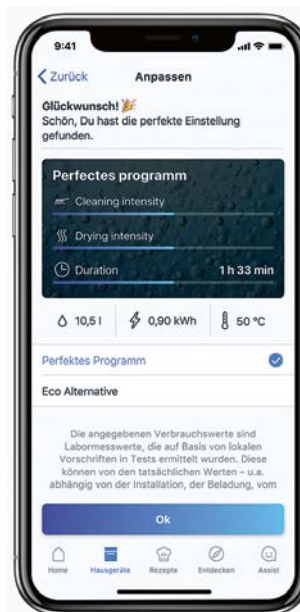 9:41
Zurück
Anpassen
Glückwunsch! 🎉
Schön, Du hast die perfekte Einstellung
gefunden.
Perfectes programm
Cleaning intensity
Drying intensity
Duration 1 h 33 min
10,5 l 0,90 kWh 50 °C
Perfektes Programm
Eco Alternative
Die angegebenen Verbrauchswerte sind
Labormesswerte, die auf Basis von lokalen
Vorschriften in Tests ermittelt wurden. Diese
können von den tatsächlichen Werten – u.a.
abhängig von der Installation, der Beladung, vom
Ok
Home Hausgeräte Rezepte Entdecken Assist